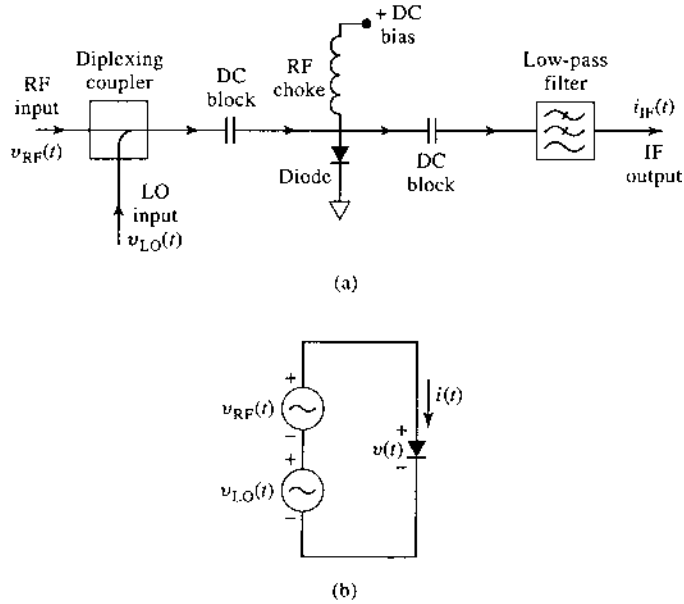 + DC
bias
Diplexing
coupler
RF
choke
Low-pass
filter
RF
input
DC
block
i_IF(t)
v_RF(t)
LO
input
Diode
DC
block
IF
output
v_LO(t)
(a)
+
v_RF(t)
−
i(t)
+
v(t)
−
+
v_LO(t)
−
(b)